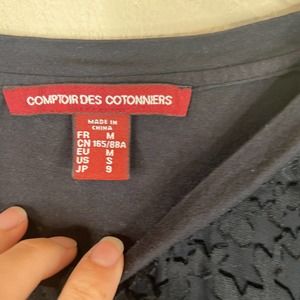 COMPTOIR DES COTONNIERS
MADE IN
CHINA
FR M
CN 165/88A
EU M
US S
JP 9